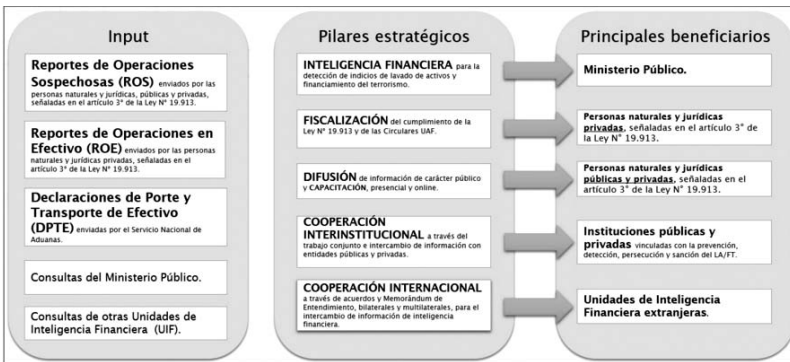 Input
Reportes de Operaciones
Sospechosas (ROS) enviados por las
personas naturales y jurídicas, públicas y privadas,
señaladas en el artículo 3° de la Ley N° 19.913.
Reportes de Operaciones en
Efectivo (ROE) enviados por las personas
naturales y jurídicas privadas, señaladas en el
artículo 3° de la Ley N° 19.913.
Declaraciones de Porte y
Transporte de Efectivo
(DPTE) enviadas por el Servicio Nacional de
Aduanas.
Consultas del Ministerio Público.
Consultas de otras Unidades de
Inteligencia Financiera (UIF).
Pilares estratégicos
INTELIGENCIA FINANCIERA para la
detección de indicios de lavado de activos y
financiamiento del terrorismo.
FISCALIZACIÓN del cumplimiento de la
Ley N° 19.913 y de las Circulares UAF.
DIFUSIÓN de información de carácter público
y CAPACITACIÓN, presencial y online.
COOPERACIÓN
INTERINSTITUCIONAL a través del
trabajo conjunto e intercambio de información con
entidades públicas y privadas.
COOPERACIÓN INTERNACIONAL
a través de acuerdos y Memorándum de
Entendimiento, bilaterales y multilaterales, para el
intercambio de información de inteligencia
financiera.
Principales beneficiarios
Ministerio Público.
Personas naturales y jurídicas
privadas, señaladas en el artículo 3° de
la Ley N° 19.913.
Personas naturales y jurídicas
públicas y privadas, señaladas en el
artículo 3° de la Ley N° 19.913.
Instituciones públicas y
privadas vinculadas con la prevención,
detección, persecución y sanción del LA/FT.
Unidades de Inteligencia
Financiera extranjeras.